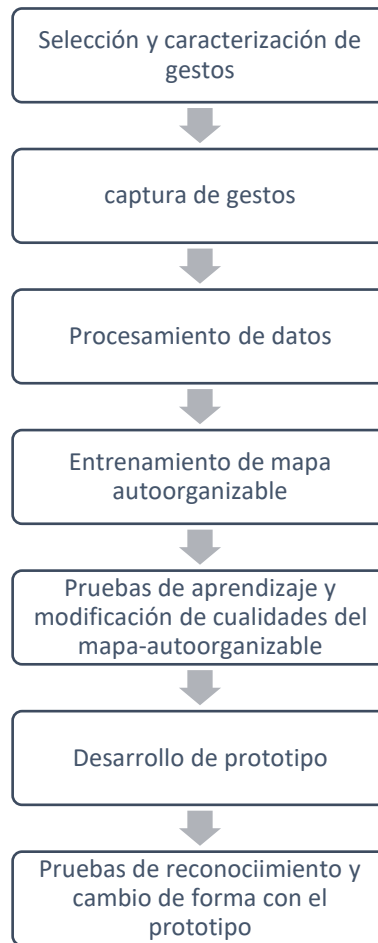 Selección y caracterización de
gestos
captura de gestos
Procesamiento de datos
Entrenamiento de mapa
autoorganizable
Pruebas de aprendizaje y
modificación de cualidades del
mapa-autoorganizable
Desarrollo de prototipo
Pruebas de reconociimiento y
cambio de forma con el
prototipo